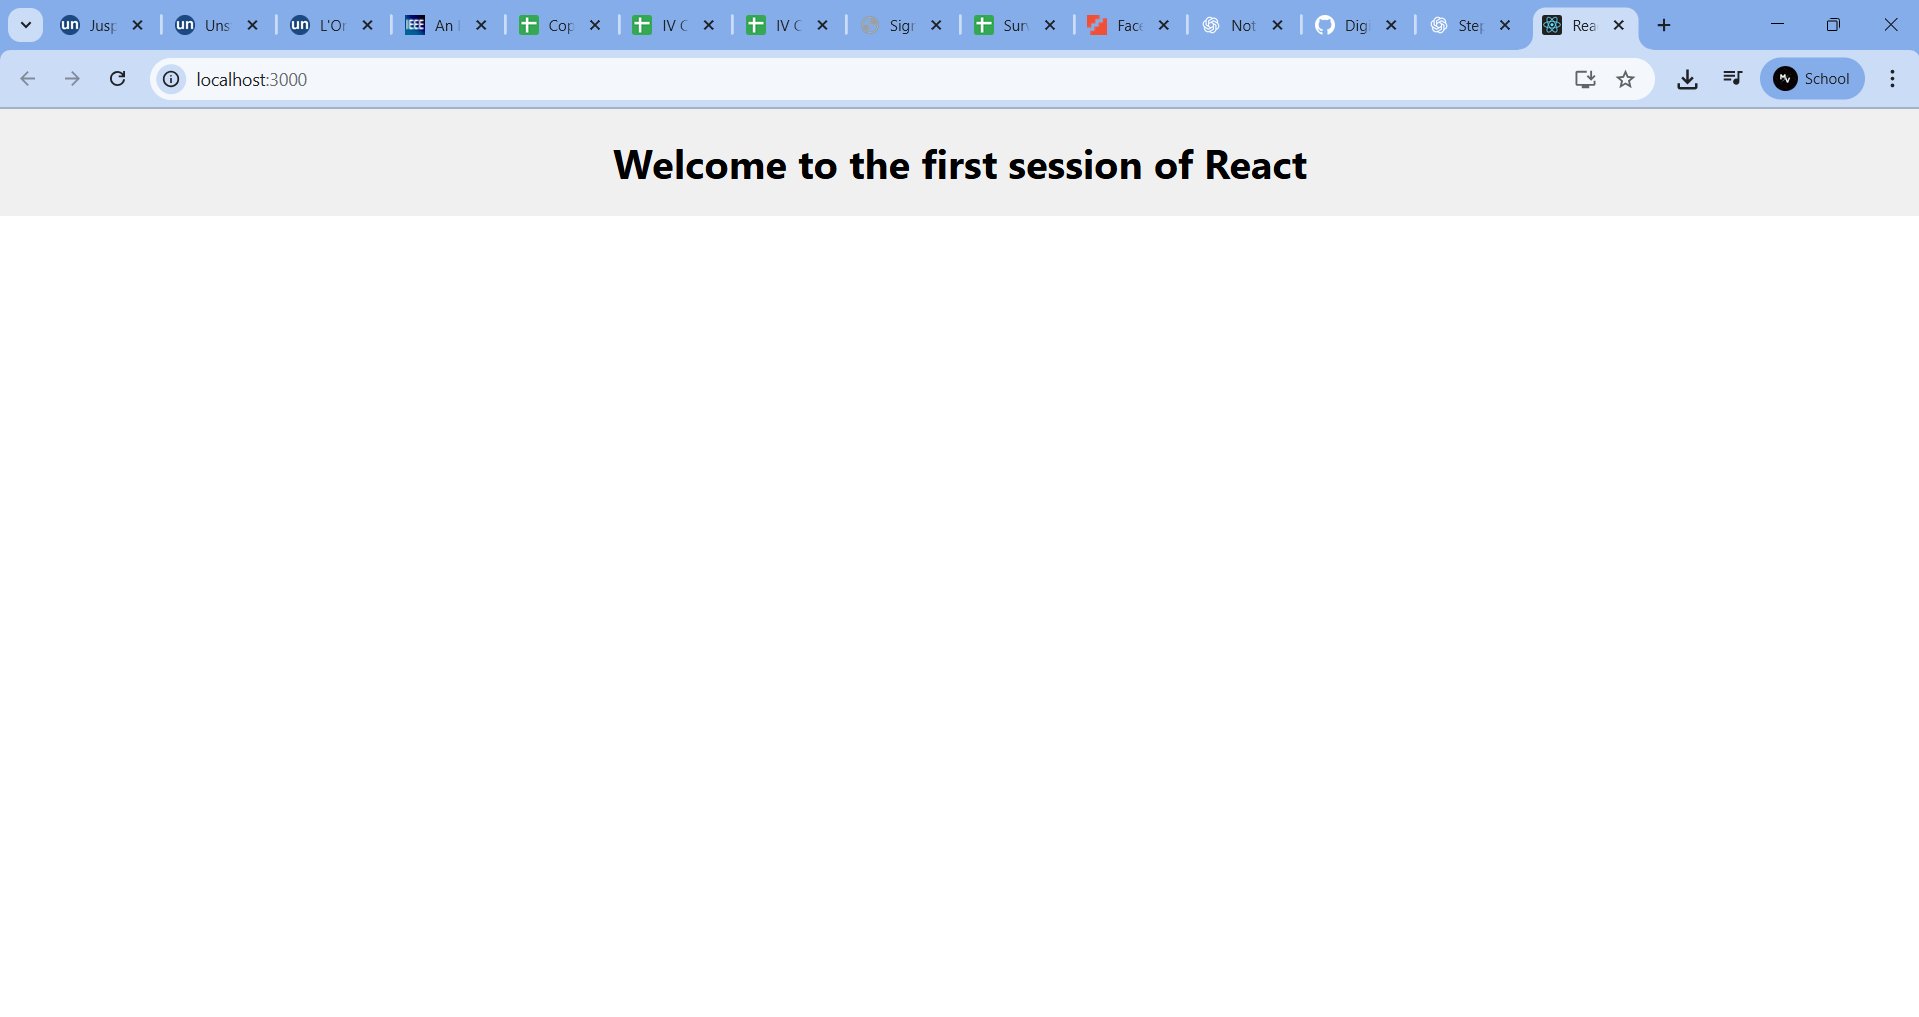 un Jusp
un Uns
un L'Or
IEEE An I
Cop
IV C
IV C
Sigr
Surv
Face
Not
Digi
Step
Rea
localhost:3000
School
Welcome to the first session of React